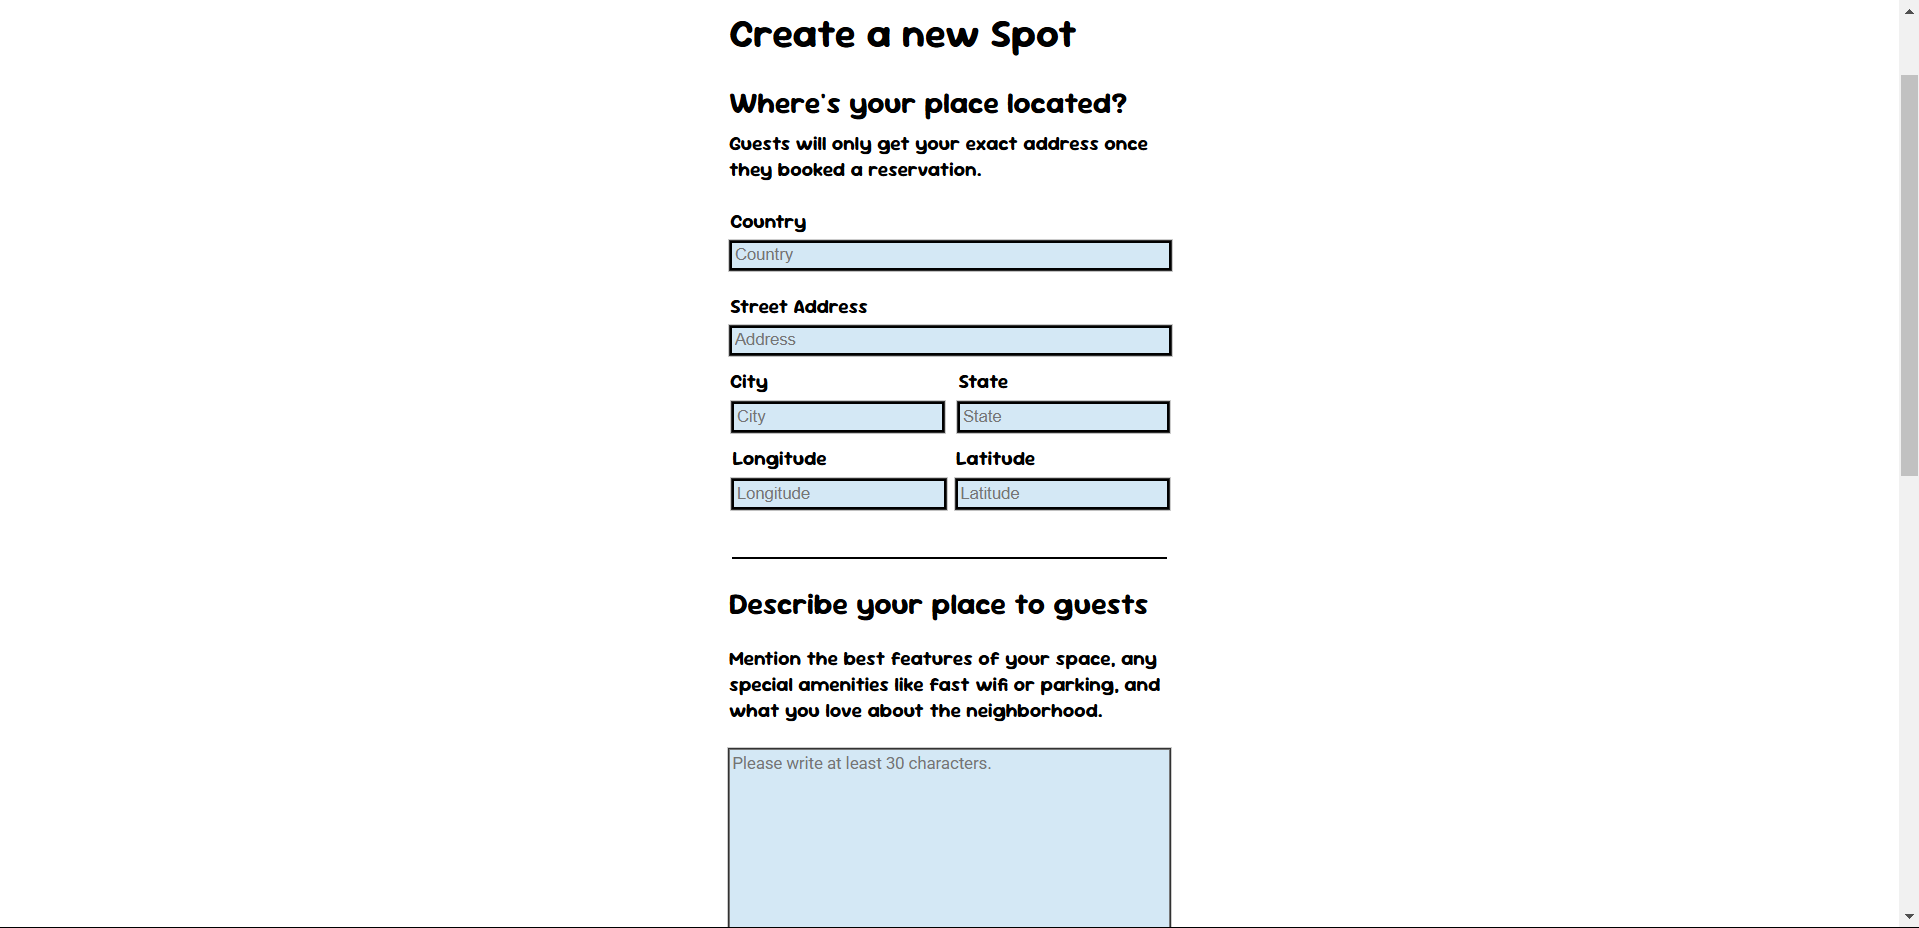 Create a new Spot
Where's your place located?
Guests will only get your exact address once
they booked a reservation.
Country
Country
Street Address
Address
City State
City State
Longitude Latitude
Longitude Latitude
Describe your place to guests
Mention the best features of your space, any
special amenities like fast wifi or parking, and
what you love about the neighborhood.
Please write at least 30 characters.